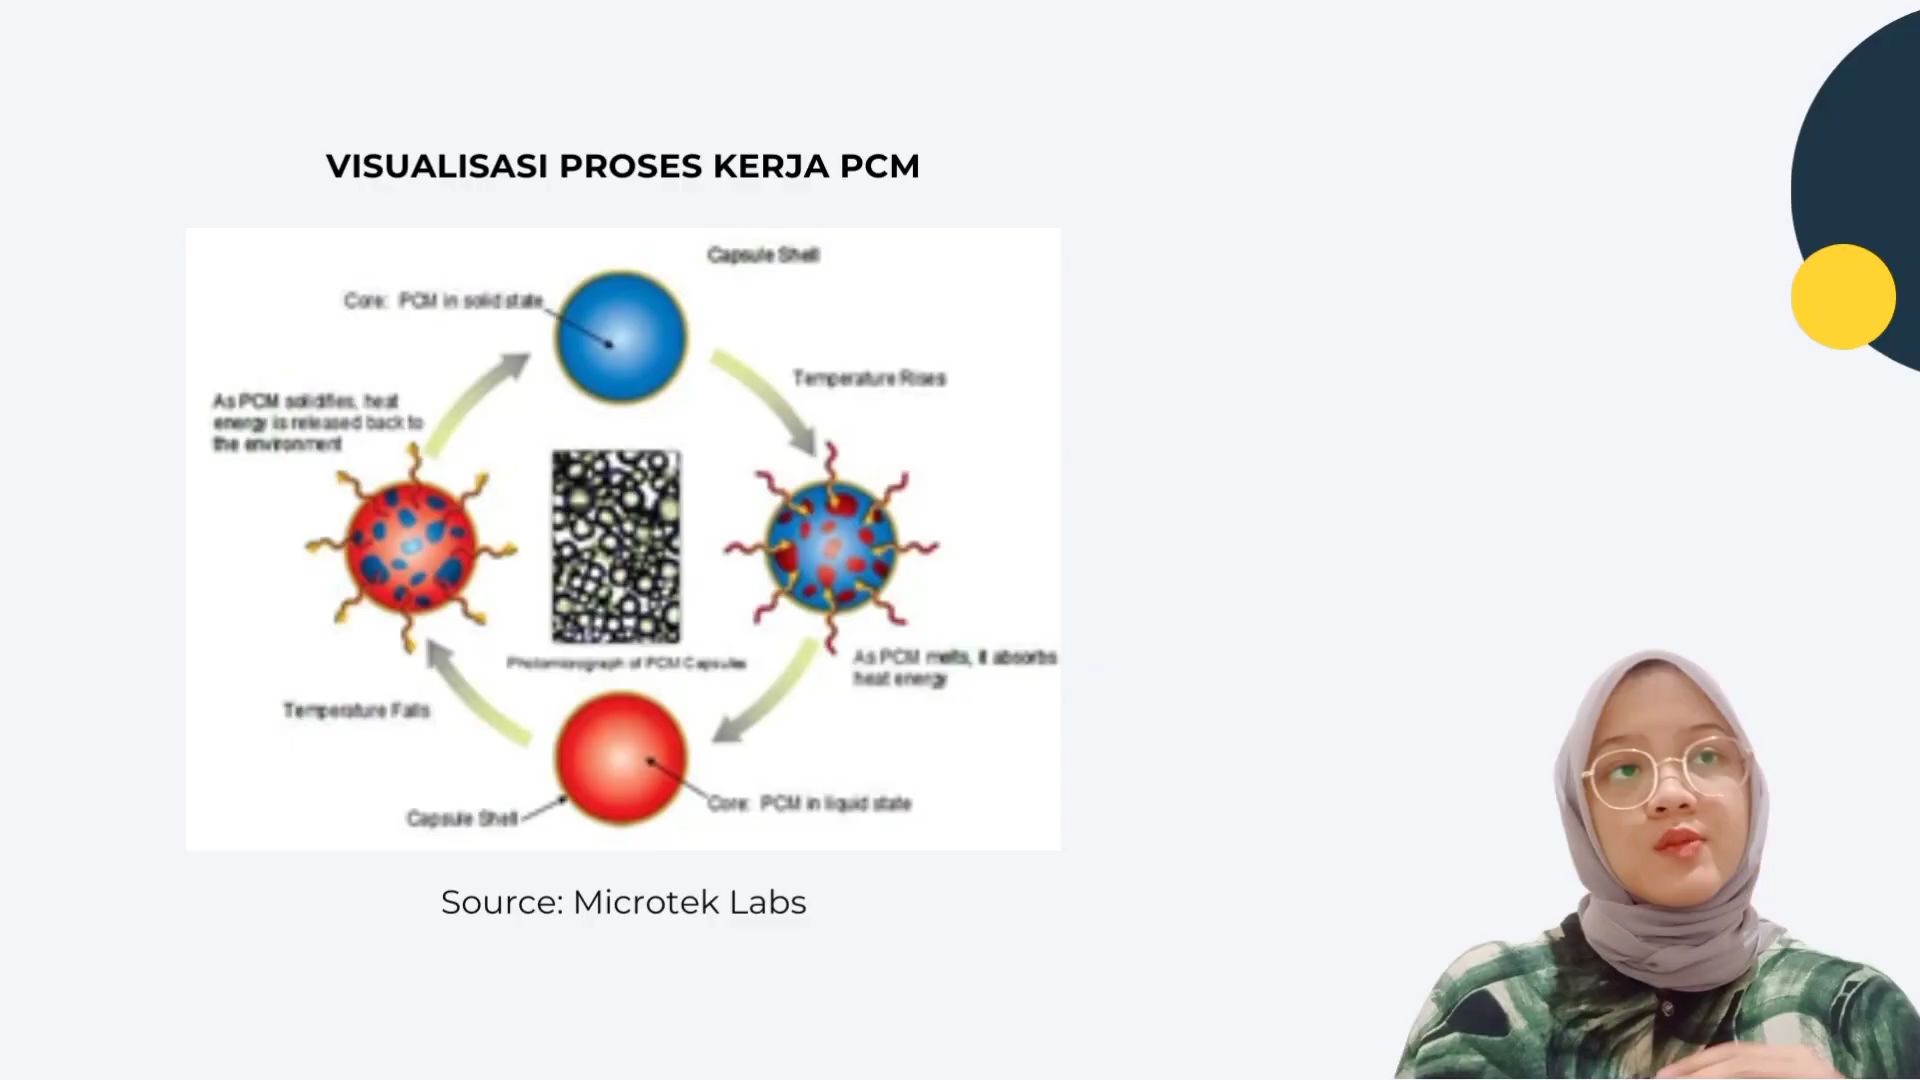 VISUALISASI PROSES KERJA PCM
Capsule Shell
Core: PCM in solid state
Temperature Rises
As PCM solidifies, heat
energy is released back to
the environment
Photomicrograph of PCM Capsules
As PCM melts, it absorbs
heat energy
Temperature Falls
Core: PCM in liquid state
Capsule Shell
Source: Microtek Labs